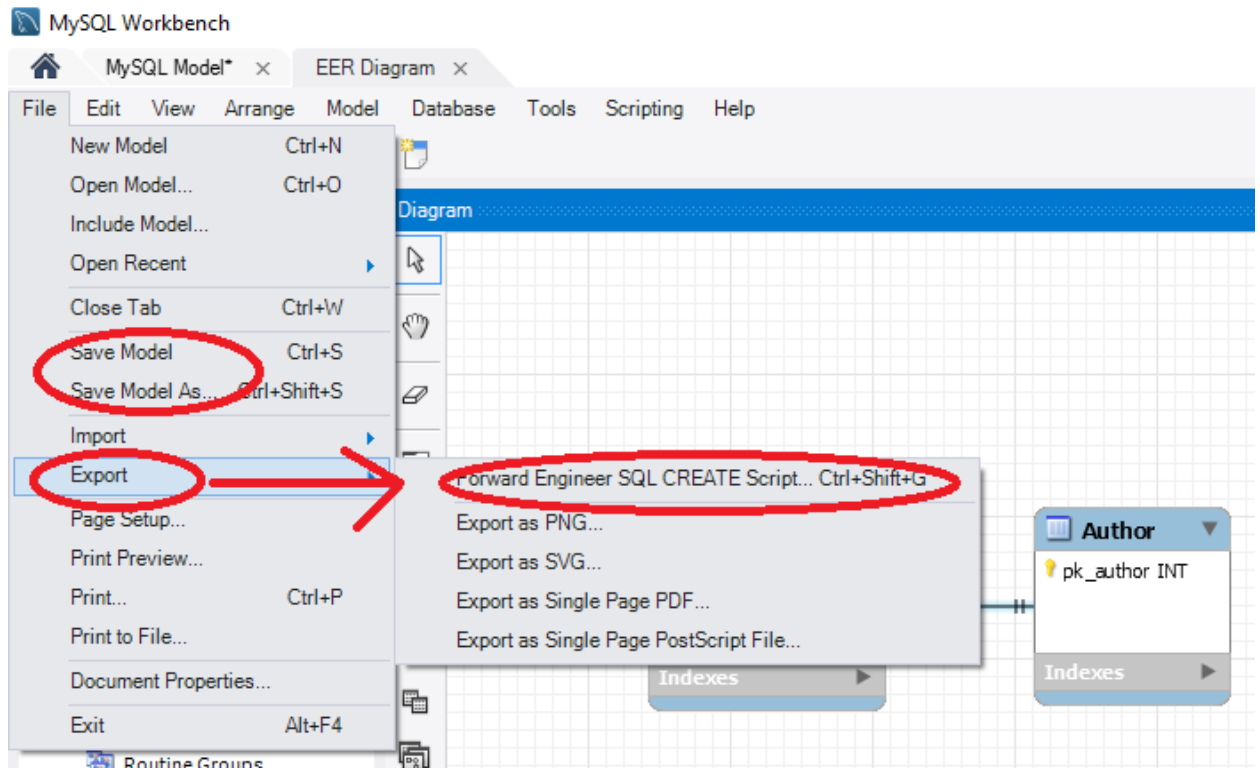 MySQL Workbench
MySQL Model* × EER Diagram ×
File Edit View Arrange Model Database Tools Scripting Help
New Model Ctrl+N
Open Model... Ctrl+O
Include Model...
Open Recent
Close Tab Ctrl+W
Save Model Ctrl+S
Save Model As... Ctrl+Shift+S
Import
Export
Page Setup...
Print Preview...
Print... Ctrl+P
Print to File...
Document Properties...
Exit Alt+F4
Routine Groups
Diagram
Forward Engineer SQL CREATE Script... Ctrl+Shift+G
Export as PNG...
Export as SVG...
Export as Single Page PDF...
Export as Single Page PostScript File...
Indexes
Author
pk_author INT
Indexes